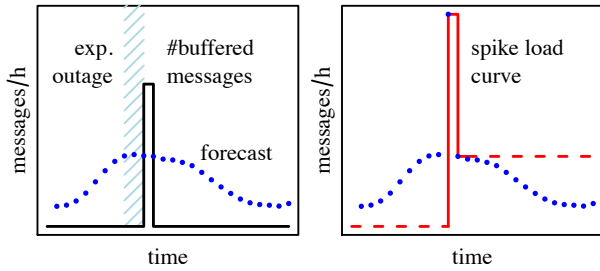 messages/h
exp.
outage
#buffered
messages
forecast
time
messages/h
spike load
curve
time